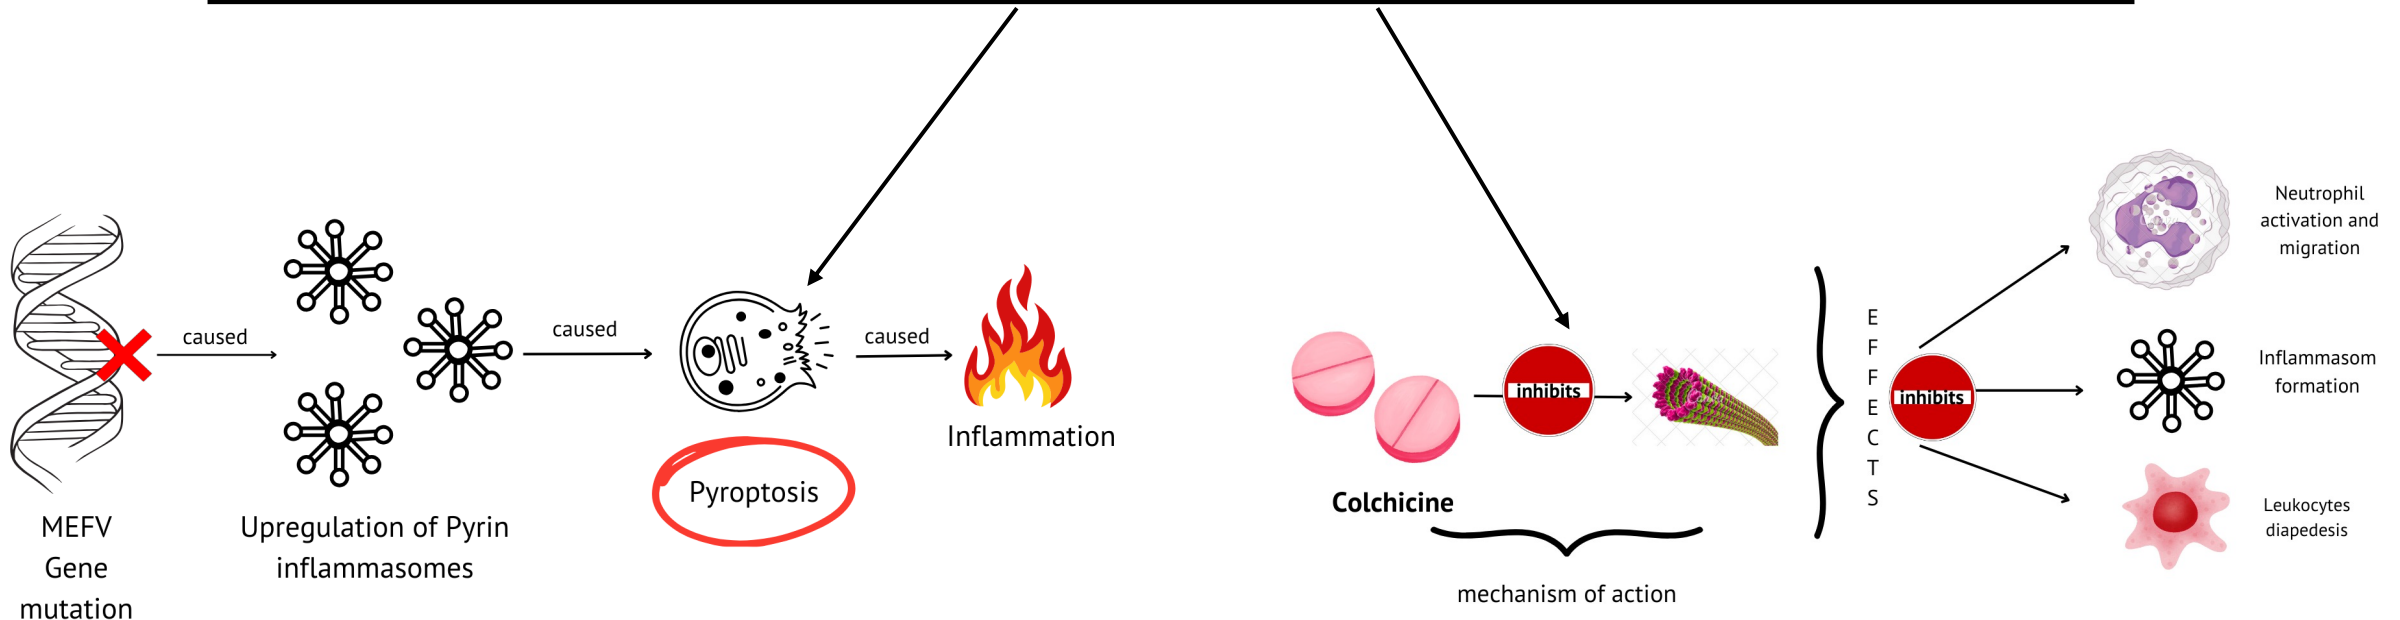 MEFV
Gene
mutation
caused
Upregulation of Pyrin
inflammasomes
caused
Pyroptosis
caused
Inflammation
Colchicine
inhibits
mechanism of action
E
F
F
E
C
T
S
inhibits
Neutrophil
activation and
migration
Inflammasom
formation
Leukocytes
diapedesis